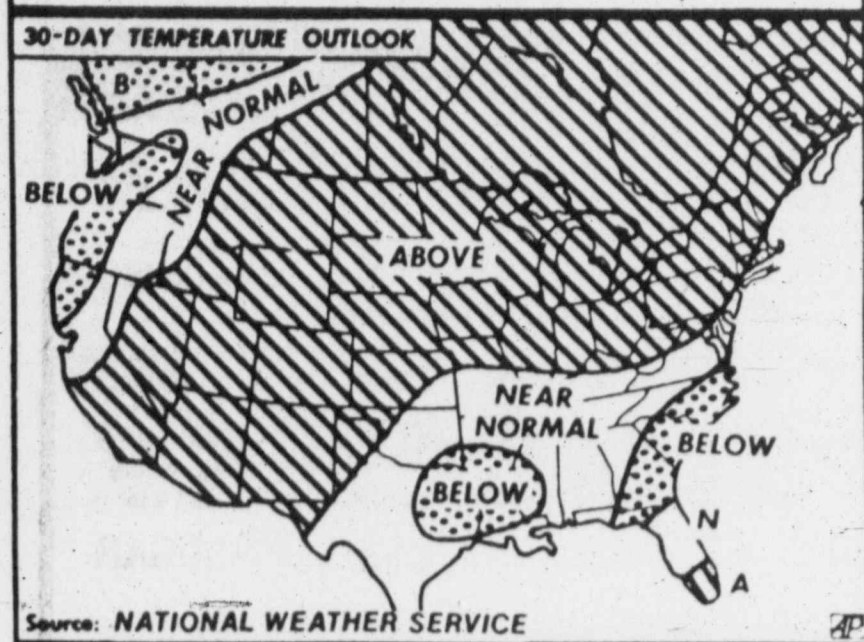 30-DAY TEMPERATURE OUTLOOK
B
NEAR NORMAL
BELOW
ABOVE
NEAR
NORMAL
BELOW
BELOW
N
A
Source: NATIONAL WEATHER SERVICE
AP